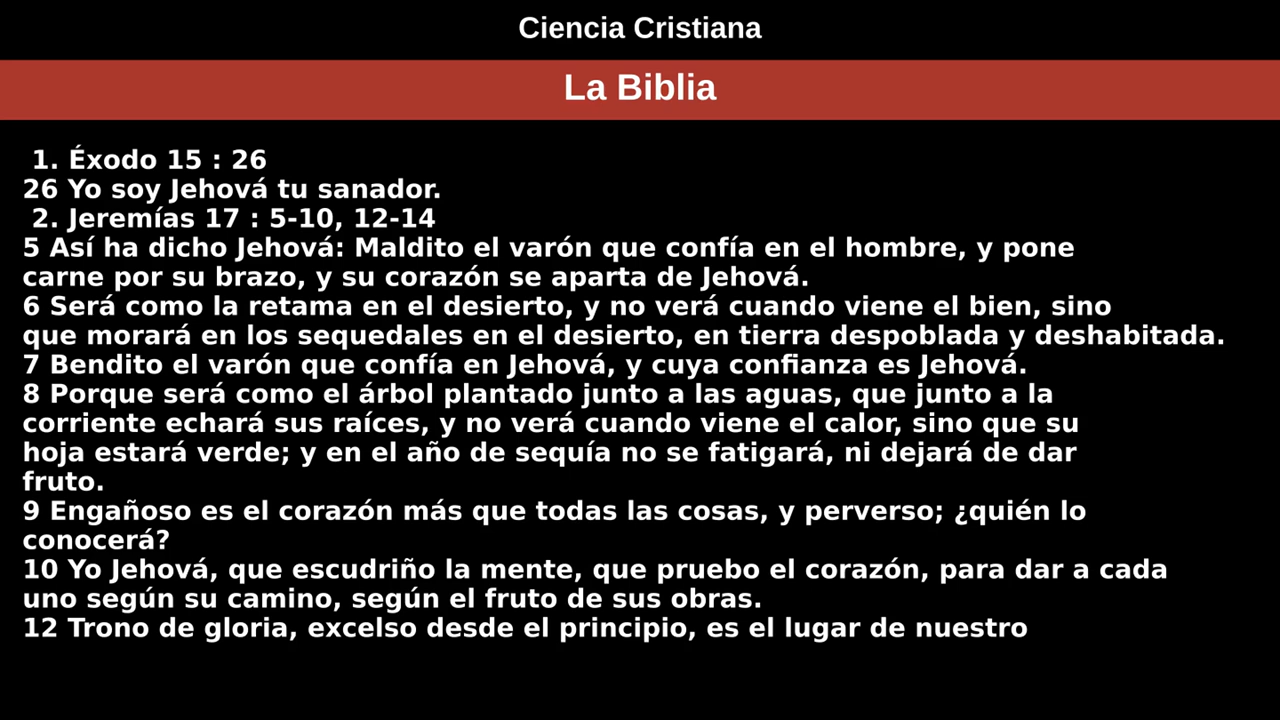 Ciencia Cristiana
La Biblia
1. Éxodo 15 : 26
26 Yo soy Jehová tu sanador.
2. Jeremías 17 : 5-10, 12-14
5 Así ha dicho Jehová: Maldito el varón que confía en el hombre, y pone
carne por su brazo, y su corazón se aparta de Jehová.
6 Será como la retama en el desierto, y no verá cuando viene el bien, sino
que morará en los sequedales en el desierto, en tierra despoblada y deshabitada.
7 Bendito el varón que confía en Jehová, y cuya confianza es Jehová.
8 Porque será como el árbol plantado junto a las aguas, que junto a la
corriente echará sus raíces, y no verá cuando viene el calor, sino que su
hoja estará verde; y en el año de sequía no se fatigará, ni dejará de dar
fruto.
9 Engañoso es el corazón más que todas las cosas, y perverso; ¿quién lo
conocerá?
10 Yo Jehová, que escudriño la mente, que pruebo el corazón, para dar a cada
uno según su camino, según el fruto de sus obras.
12 Trono de gloria, excelso desde el principio, es el lugar de nuestro